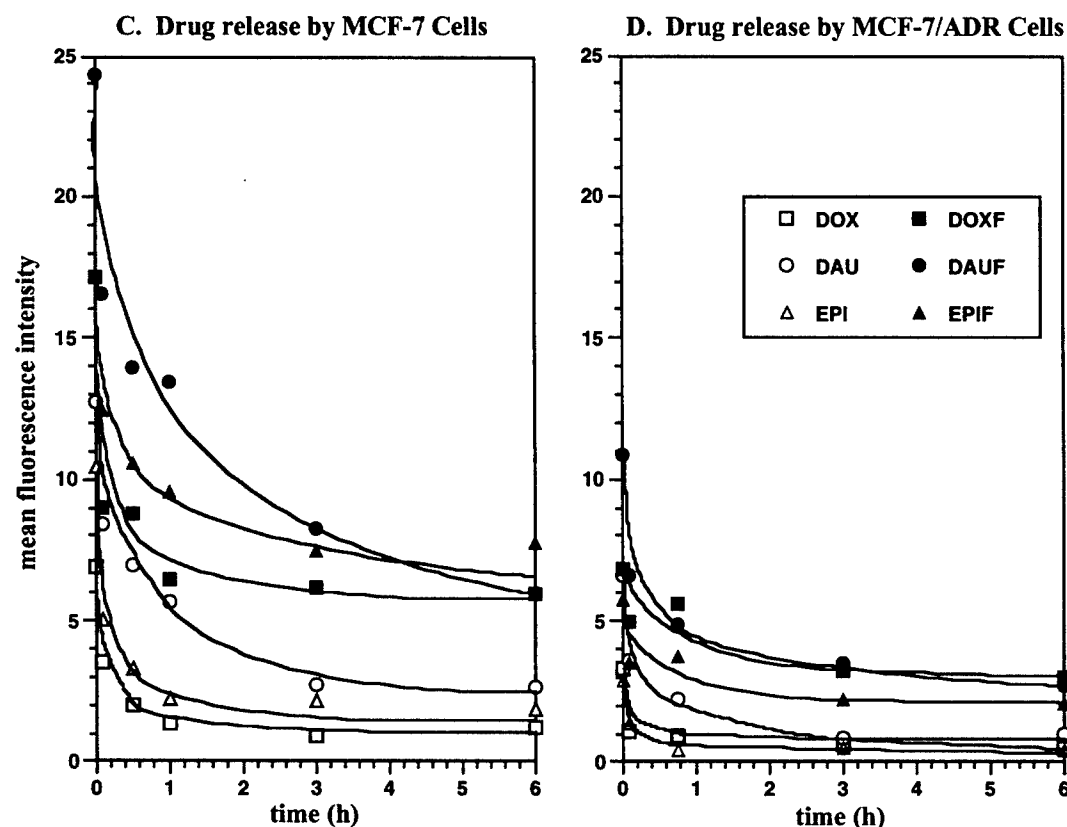 C. Drug release by MCF-7 Cells
25
20
15
10
5
0
mean fluorescence intensity
0 1 2 3 4 5 6
time (h)
D. Drug release by MCF-7/ADR Cells
25
20
15
10
5
0
DOX DOXF
DAU DAUF
EPI EPIF
0 1 2 3 4 5 6
time (h)